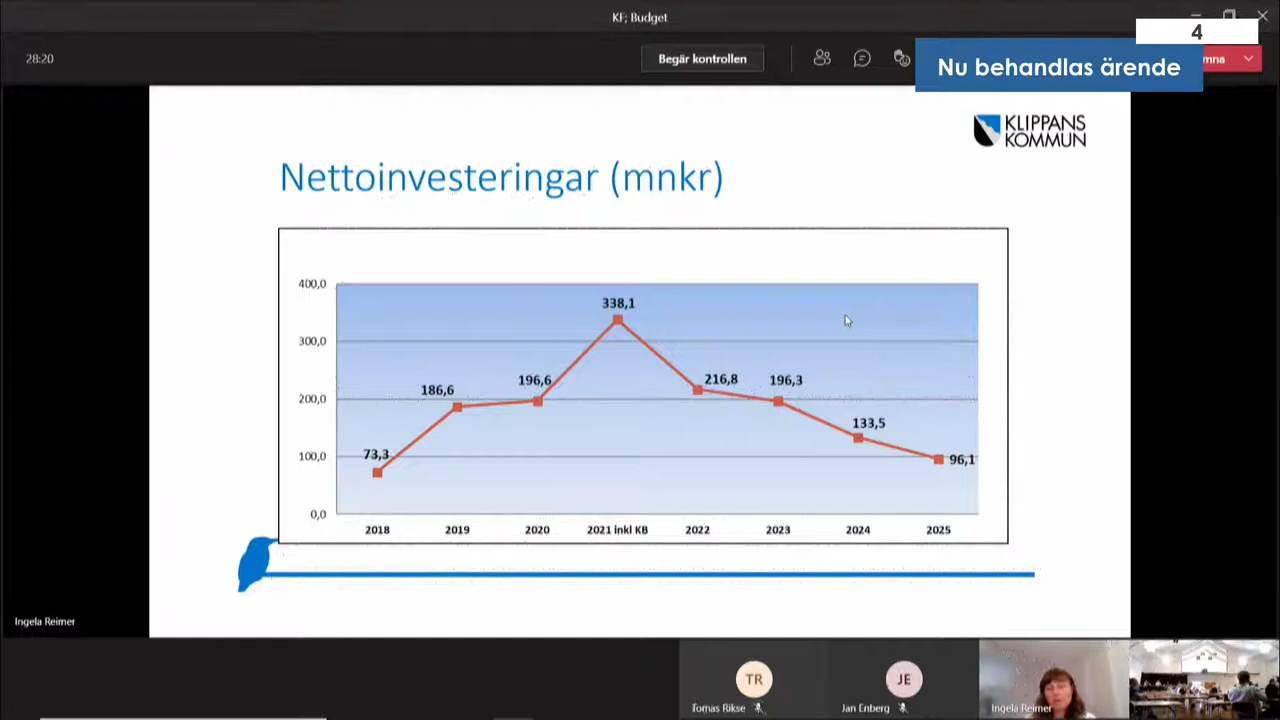 KF; Budget
4
28:20
Begär kontrollen
mna
Nu behandlas ärende
KLIPPANS
KOMMUN
Nettoinvesteringar (mnkr)
400,0
300,0
200,0
100,0
0,0
73,3
186,6
196,6
338,1
216,8
196,3
133,5
96,1
2018
2019
2020
2021 inkl KB
2022
2023
2024
2025
Ingela Reimer
TR
JE
Tomas Rikse
Jan Enberg
Ingela Reimer